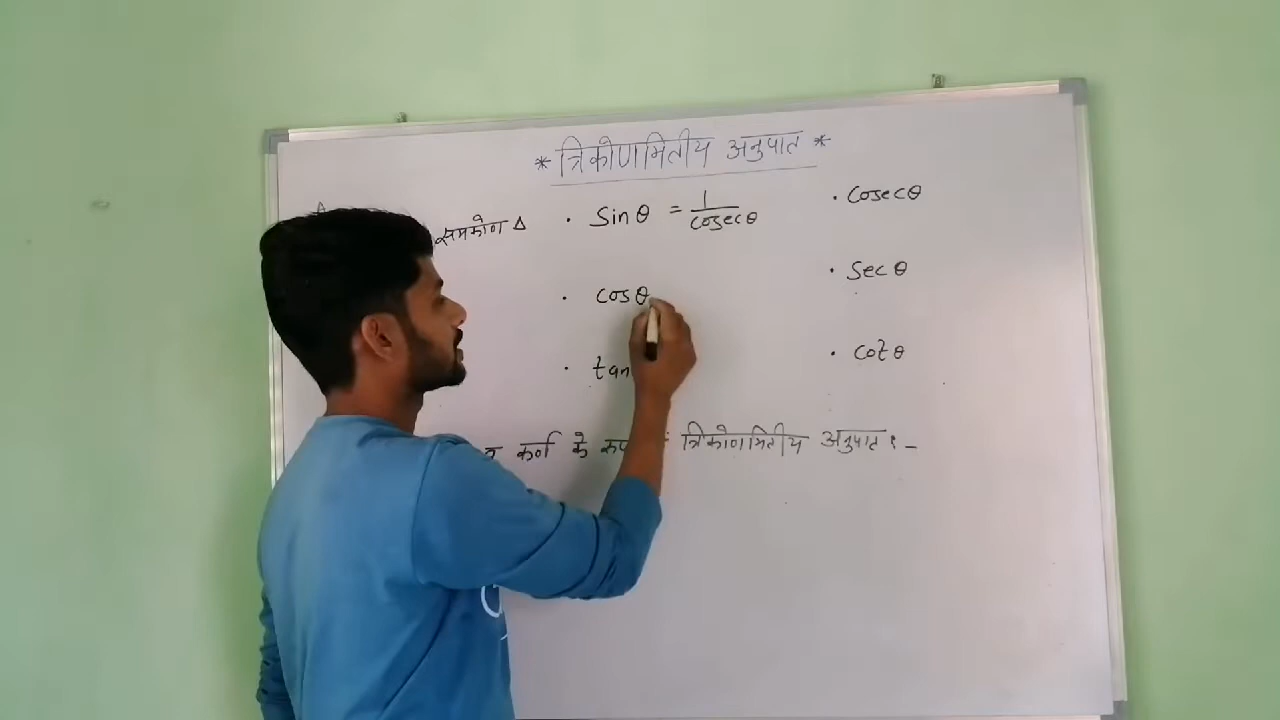 * त्रिकोणमितीय अनुपात *
समकोण Δ
· sinθ = 1/cosecθ
· cosecθ
· cosθ
· secθ
· tan
· cotθ
कर्ण के त्रिकोणमितीय अनुपात :-